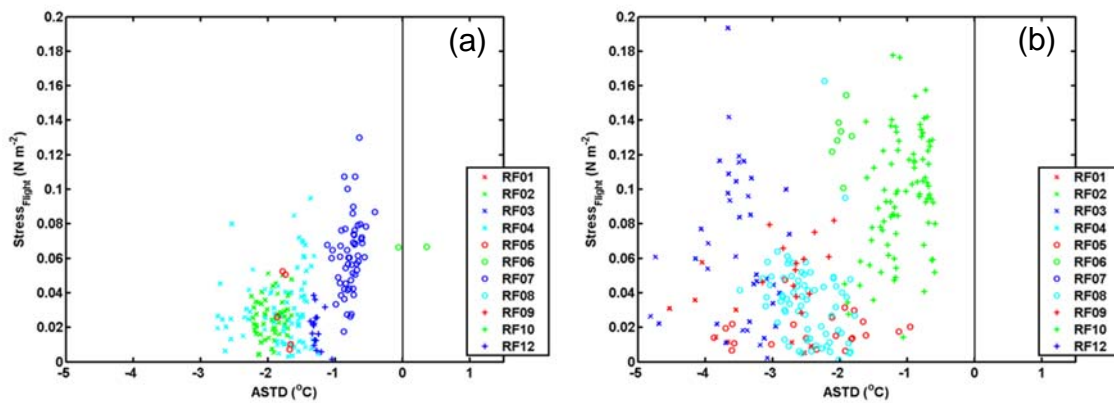 (a)
0.2
0.18
0.16
0.14
0.12
0.1
0.08
0.06
0.04
0.02
0
Stress_Flight (N m^-2)
-5 -4 -3 -2 -1 0 1
ASTD (°C)
RF01
RF02
RF03
RF04
RF05
RF06
RF07
RF08
RF09
RF10
RF12
(b)
0.2
0.18
0.16
0.14
0.12
0.1
0.08
0.06
0.04
0.02
0
Stress_Flight (N m^-2)
-5 -4 -3 -2 -1 0 1
ASTD (°C)
RF01
RF02
RF03
RF04
RF05
RF06
RF07
RF08
RF09
RF10
RF12